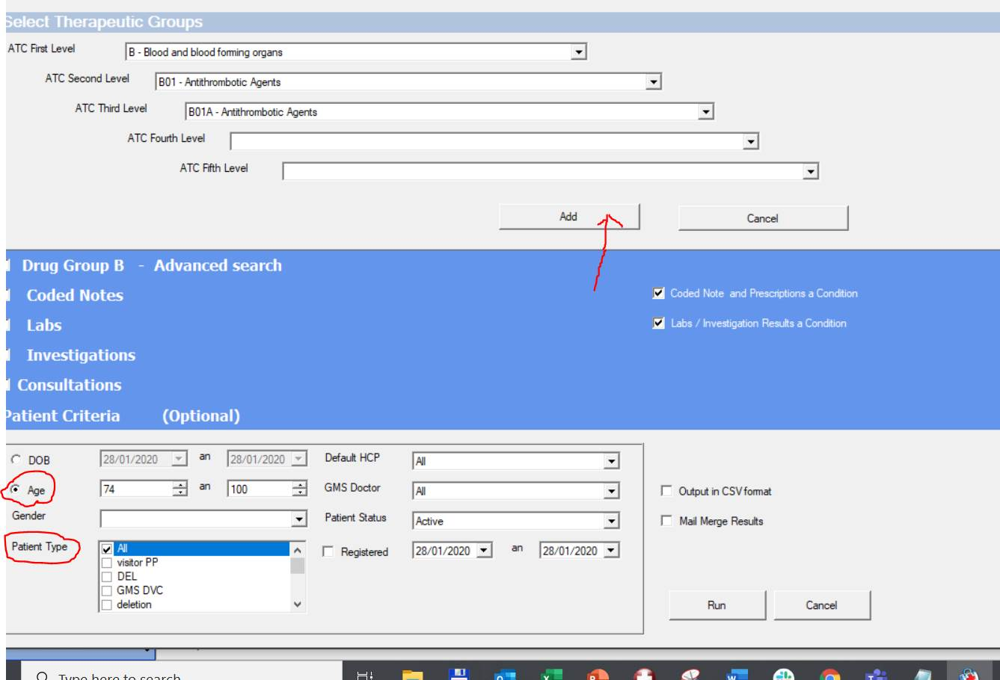 Select Therapeutic Groups
ATC First Level B - Blood and blood forming organs
ATC Second Level B01 - Antithrombotic Agents
ATC Third Level B01A - Antithrombotic Agents
ATC Fourth Level
ATC Fifth Level
Add Cancel
Drug Group B - Advanced search
Coded Notes Coded Note and Prescriptions a Condition
Labs Labs / Investigation Results a Condition
Investigations
Consultations
Patient Criteria (Optional)
DOB 28/01/2020 an 28/01/2020 Default HCP All
Age 74 an 100 GMS Doctor All Output in CSV format
Gender Patient Status Active Mail Merge Results
Patient Type All Registered 28/01/2020 an 28/01/2020
visitor PP
DEL
GMS DVC
deletion
Run Cancel
Type here to search